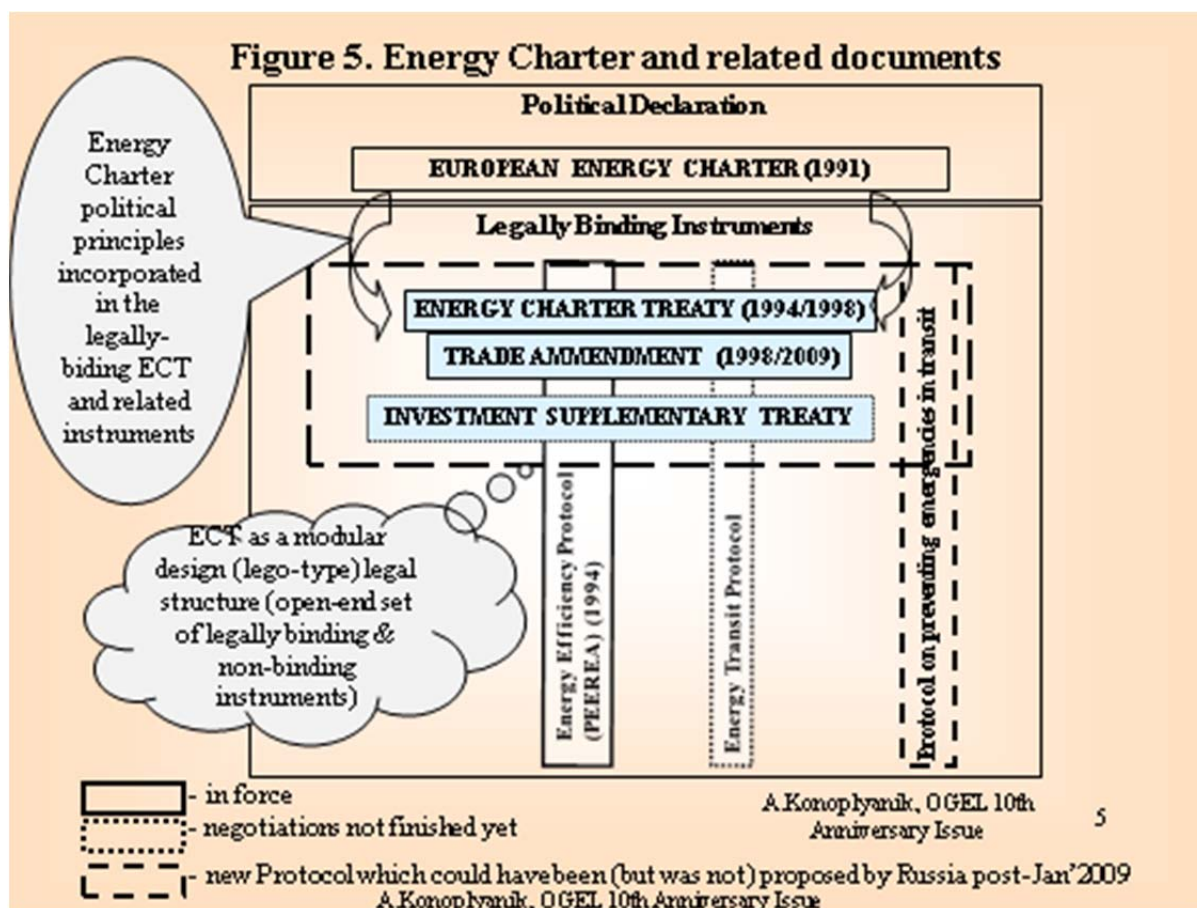 Figure 5. Energy Charter and related documents
Political Declaration
EUROPEAN ENERGY CHARTER (1991)
Energy
Charter
political
principles
incorporated
in the
legally-
biding ECT
and related
instruments
Legally Binding Instruments
ENERGY CHARTER TREATY (1994/1998)
TRADE AMMENDMENT (1998/2009)
INVESTMENT SUPPLEMENTARY TREATY
Energy Efficiency Protocol
(PEEREA) (1994)
Energy Transit Protocol
Protocol on preventing emergencies in transit
ECT as a modular
design (lego-type) legal
structure (open-end set
of legally binding &
non-binding
instruments)
- in force
- negotiations not finished yet
- new Protocol which could have been (but was not) proposed by Russia post-Jan'2009
A.Konoplyanik, OGEL 10th
Anniversary Issue
5
A.Konoplyanik, OGEL 10th Anniversary Issue